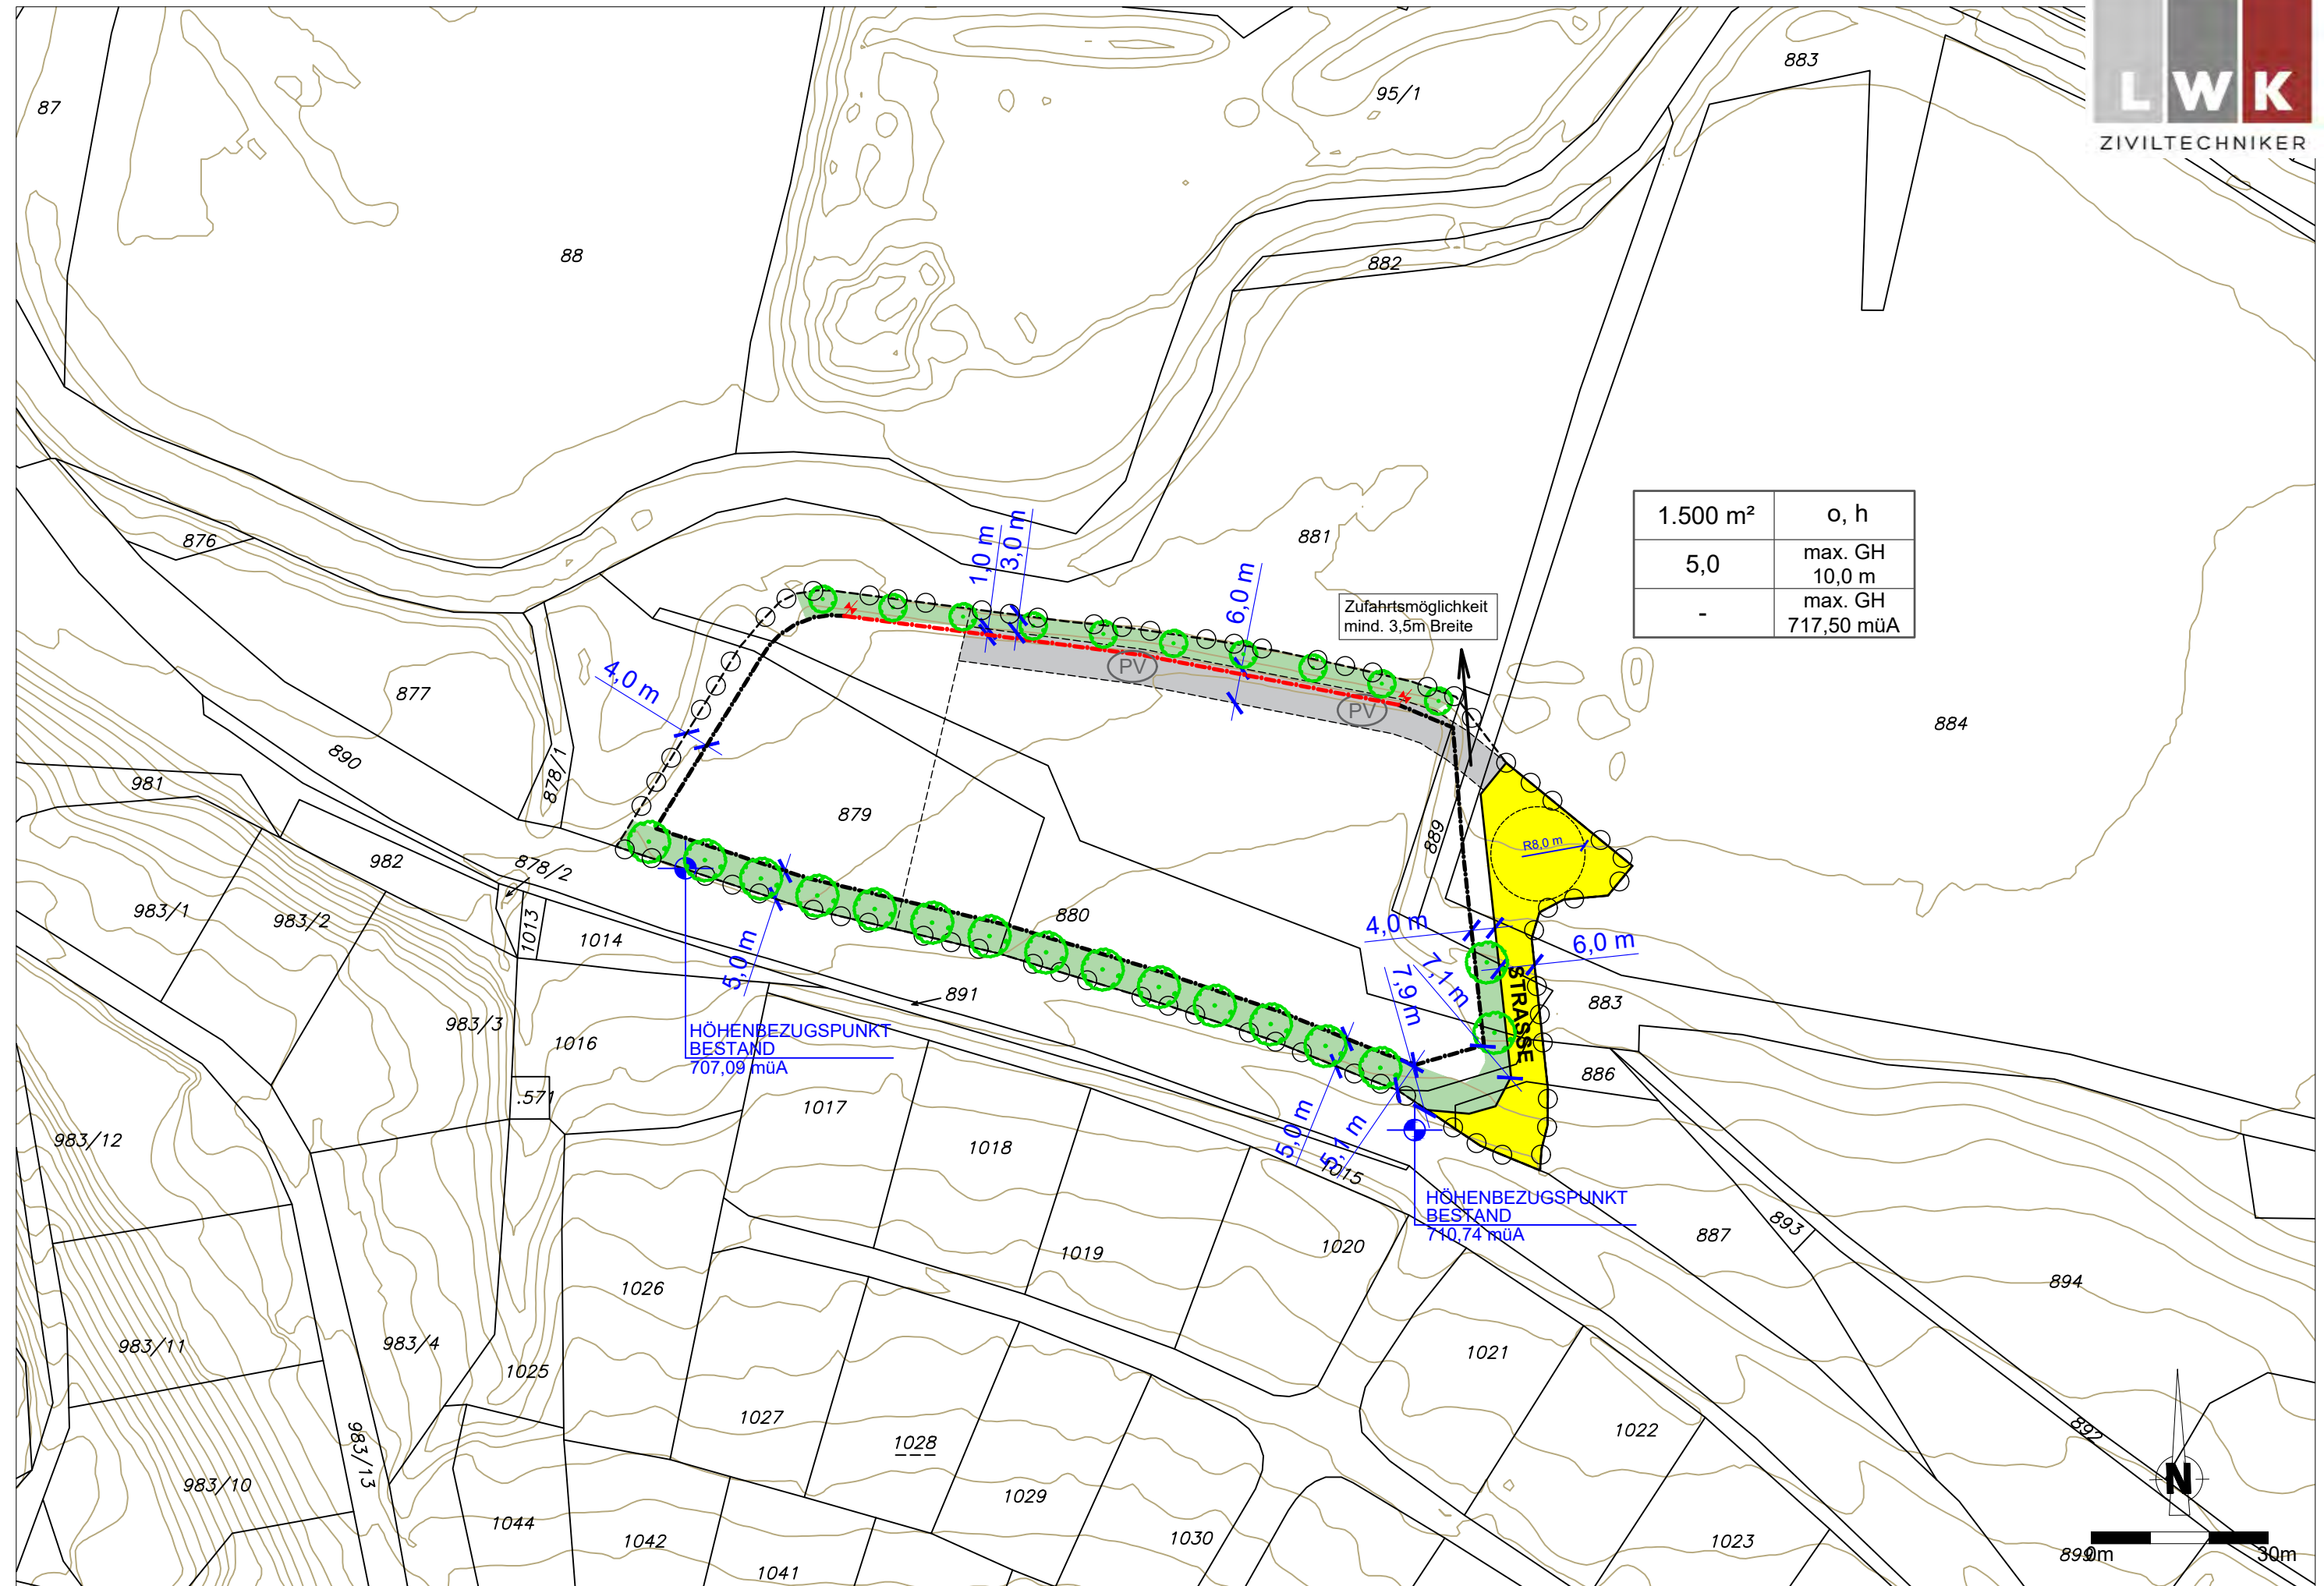 LWK
ZIVILTECHNIKER
87
88
95/1
883
882
881
876
1,0 m
3,0 m
6,0 m
Zufahrtsmöglichkeit
mind. 3,5m Breite
1.500 m² o, h
5,0 max. GH
10,0 m
- max. GH
717,50 müA
PV
PV
4,0 m
877
878/1
890
981
884
879
889
R8,0 m
982
878/2
983/1
983/2
1013
1014
880
4,0 m
6,0 m
7,1 m
7,9 m
STRASSE
5,0 m
891
883
983/3
1016
HÖHENBEZUGSPUNKT
BESTAND
707,09 müA
886
.571
1017
983/12
1018
5,0 m
5,1 m
1015
HÖHENBEZUGSPUNKT
BESTAND
710,74 müA
893
887
1019
1020
894
1026
983/11
983/4
1025
1021
1027
1028
1022
892
983/13
983/10
1029
N
1044
1042
1030
1023
1041
899
0m
30m